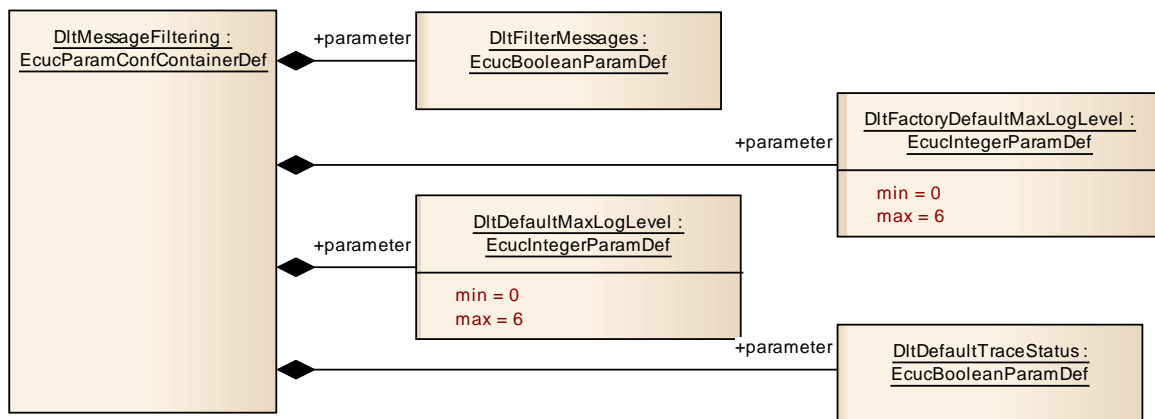 DltMessageFiltering :
EcucParamConfContainerDef
+parameter
DltFilterMessages :
EcucBooleanParamDef
+parameter
DltFactoryDefaultMaxLogLevel :
EcucIntegerParamDef
min = 0
max = 6
+parameter
DltDefaultMaxLogLevel :
EcucIntegerParamDef
min = 0
max = 6
+parameter
DltDefaultTraceStatus :
EcucBooleanParamDef